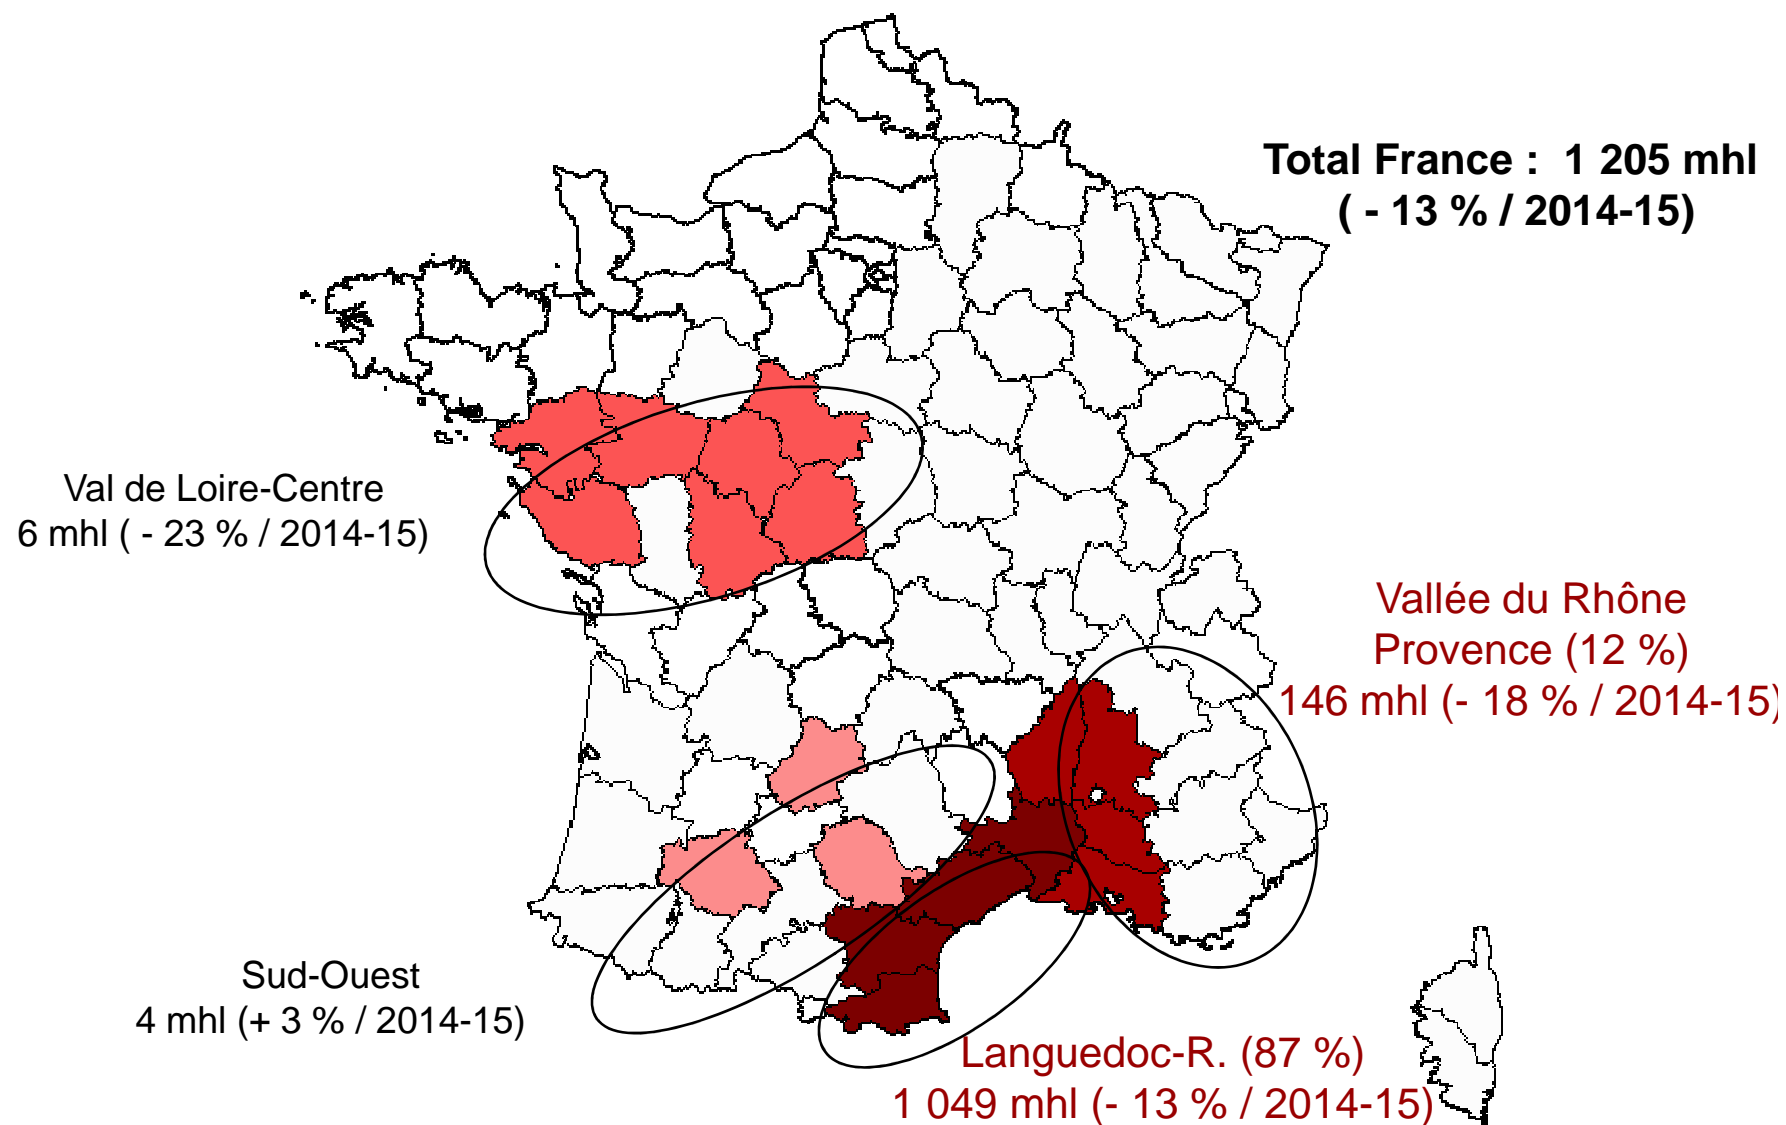 Total France : 1 205 mhl
( - 13 % / 2014-15)
Val de Loire-Centre
6 mhl ( - 23 % / 2014-15)
Vallée du Rhône
Provence (12 %)
146 mhl (- 18 % / 2014-15)
Sud-Ouest
4 mhl (+ 3 % / 2014-15)
Languedoc-R. (87 %)
1 049 mhl (- 13 % / 2014-15)